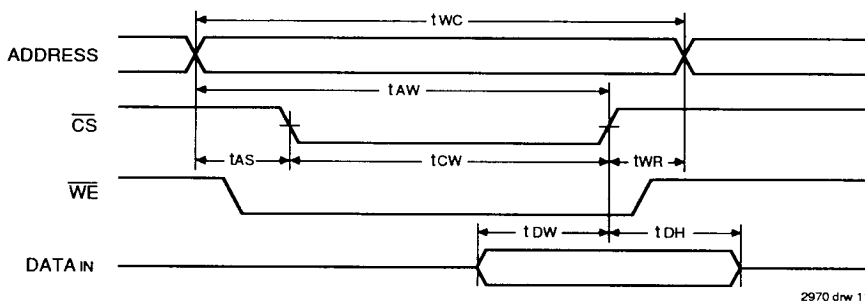 tWC
ADDRESS
tAW
CS
tAS tCW tWR
WE
tDW tDH
DATA IN
2970 drw 1